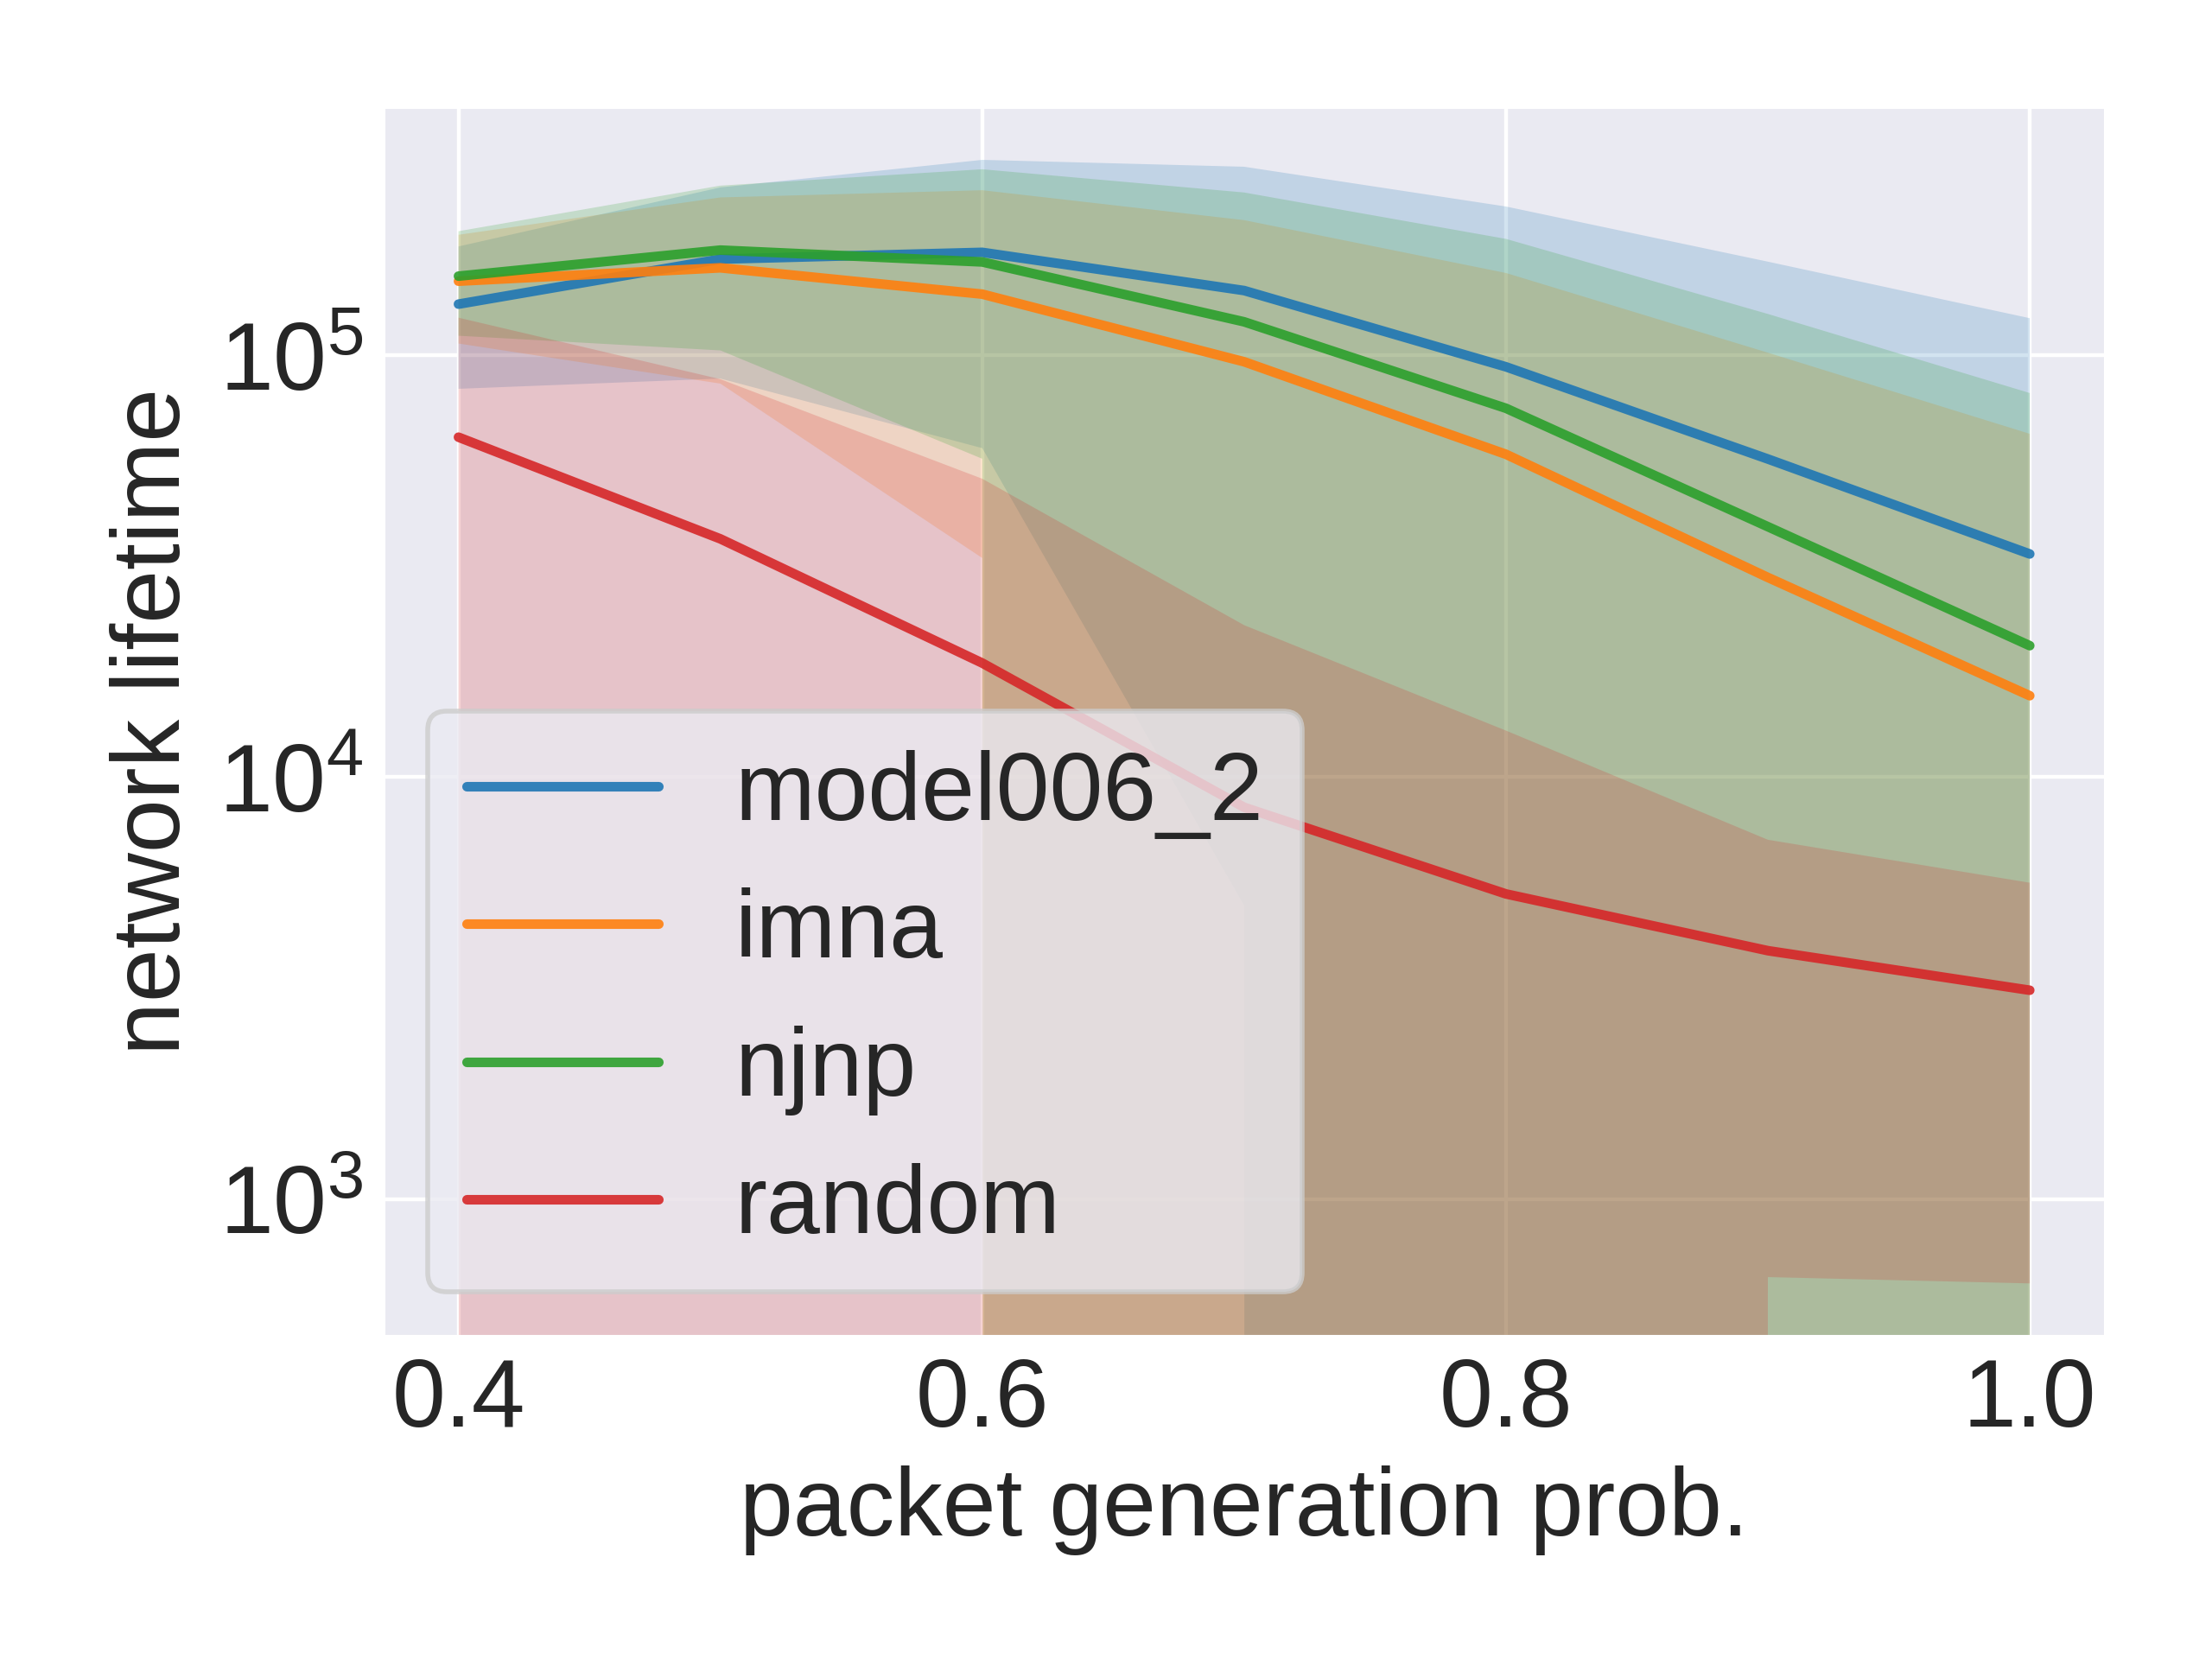 network lifetime
10^5
10^4
10^3
model006_2
imna
njnp
random
0.4 0.6 0.8 1.0
packet generation prob.